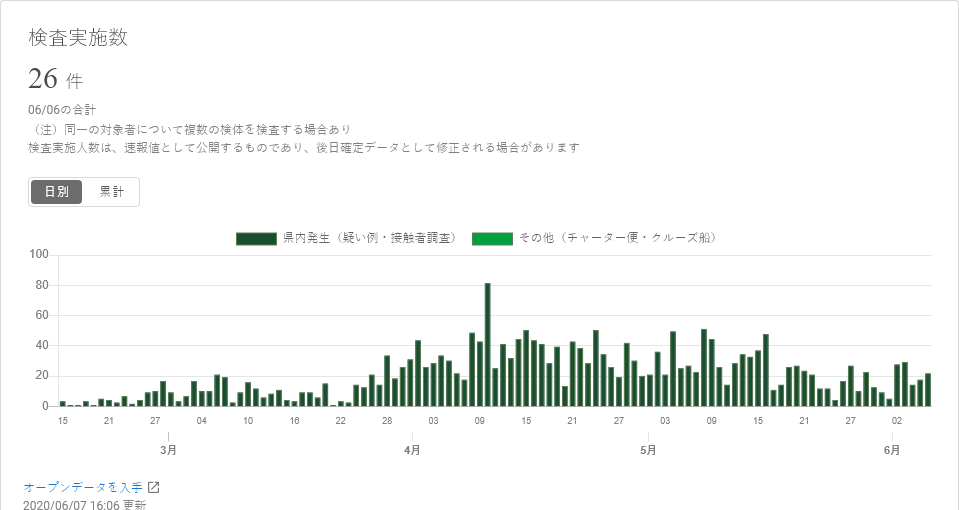 検査実施数
26 件
06/06の合計
（注）同一の対象者について複数の検体を検査する場合あり
検査実施人数は、速報値として公開するものであり、後日確定データとして修正される場合があります
日別 累計
県内発生（疑い例・接触者調査） その他（チャーター便・クルーズ船）
100
80
60
40
20
0
15 21 27 04 10 16 22 28 03 09 15 21 27 03 09 15 21 27 02
3月 4月 5月 6月
オープンデータを入手
2020/06/07 16:06 更新